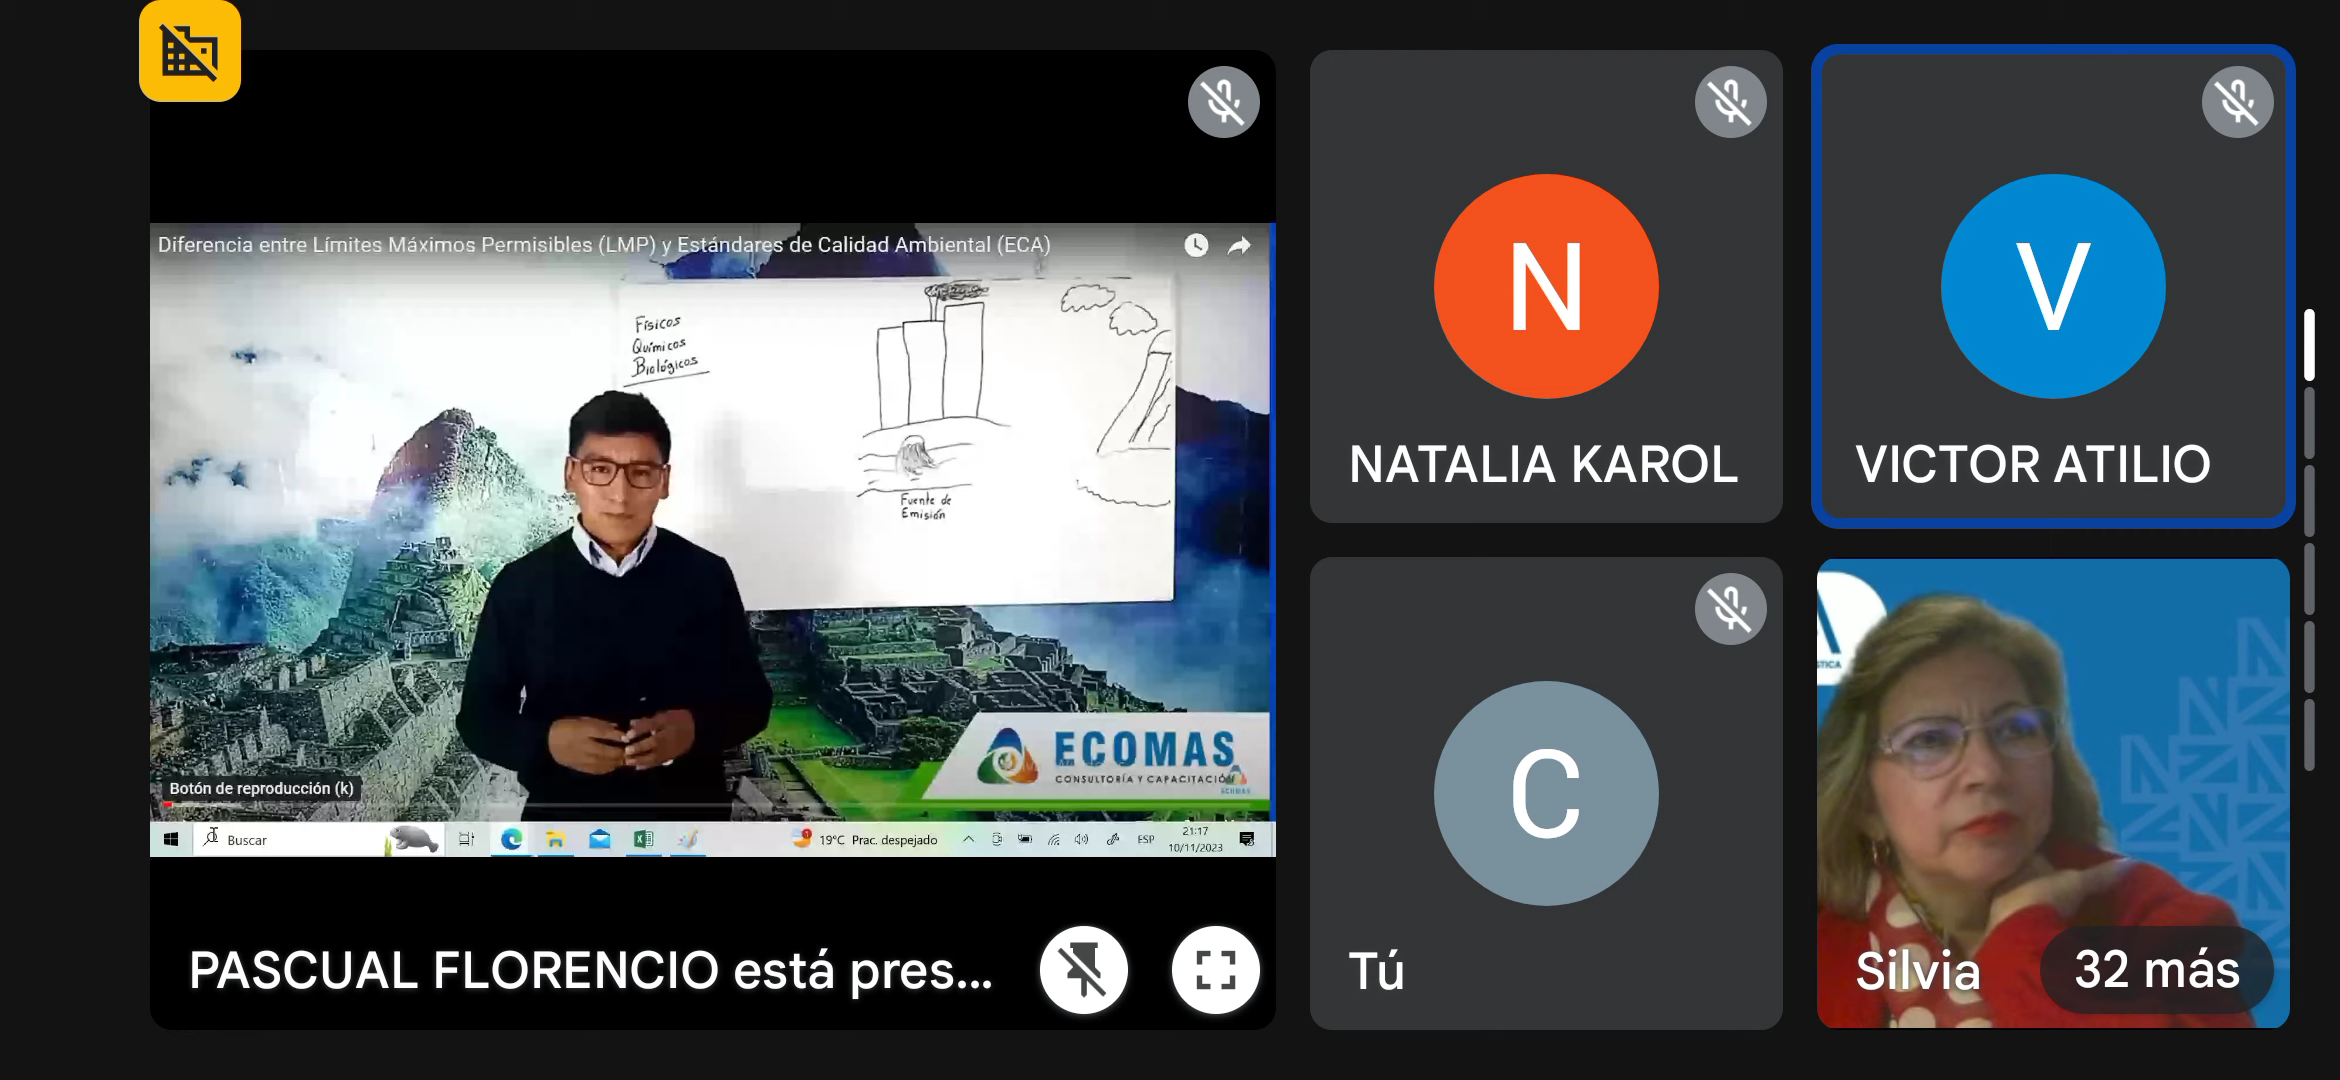 Diferencia entre Límites Máximos Permisibles (LMP) y Estándares de Calidad Ambiental (ECA)
Físicos
Químicos
Biológicos
Fuente de
Emisión
ECOMAS
CONSULTORÍA Y CAPACITACIÓN
ECOMAS
Botón de reproducción (k)
Buscar
1
19°C Prac. despejado
ESP
21:17
10/11/2023
PASCUAL FLORENCIO está pres...
N
NATALIA KAROL
V
VICTOR ATILIO
C
Tú
Silvia
32 más